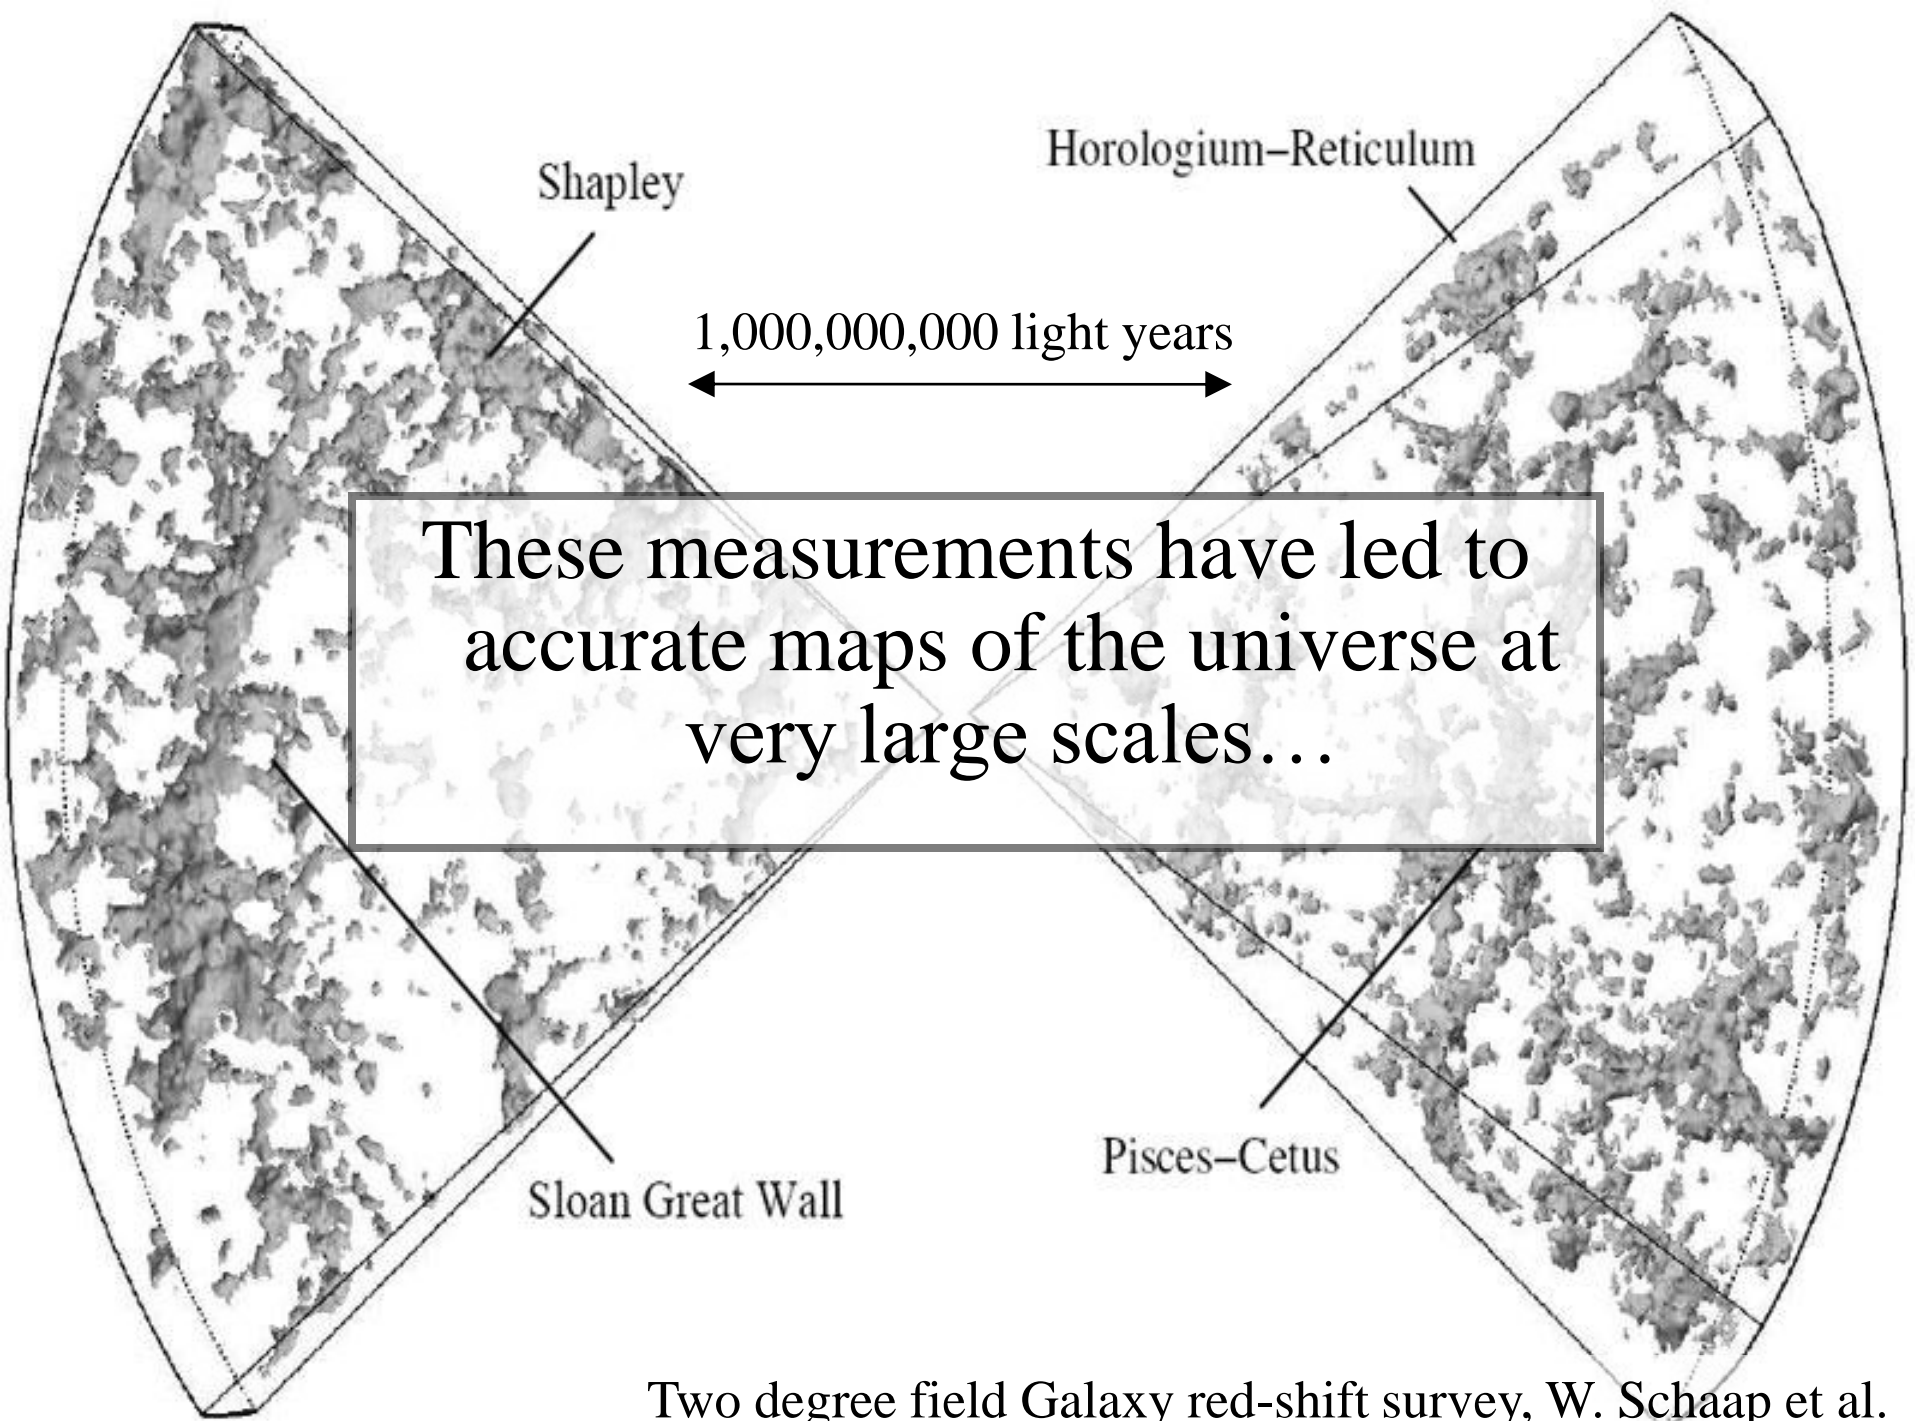 Horologium–Reticulum
Shapley
1,000,000,000 light years
These measurements have led to
accurate maps of the universe at
very large scales…
Pisces–Cetus
Sloan Great Wall
Two degree field Galaxy red-shift survey, W. Schaap et al.